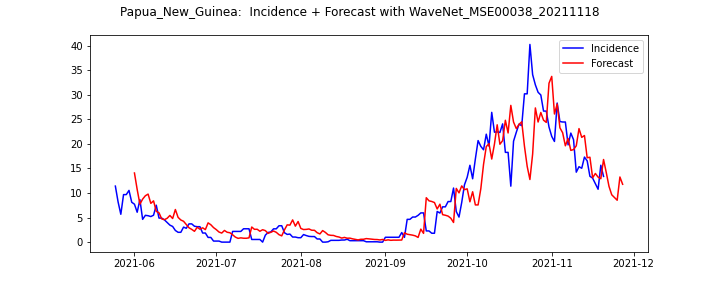 Papua_New_Guinea:  Incidence + Forecast with WaveNet_MSE00038_20211118
Incidence
Forecast
40
35
30
25
20
15
10
5
0
2021-06 2021-07 2021-08 2021-09 2021-10 2021-11 2021-12